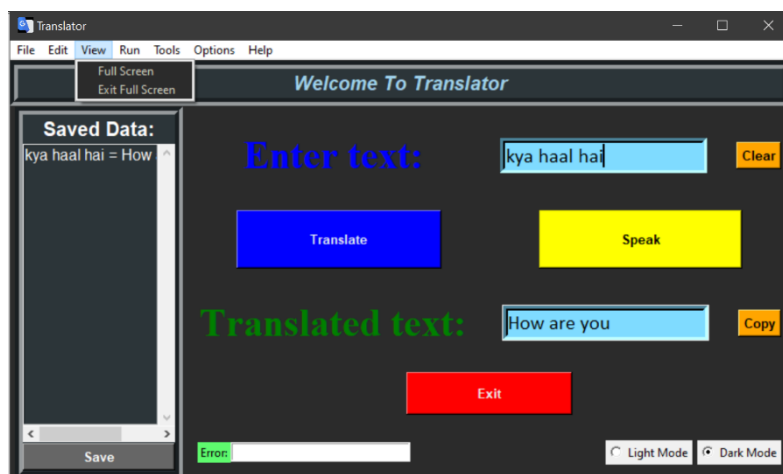 Translator
File Edit View Run Tools Options Help
Full Screen
Exit Full Screen
Welcome To Translator
Saved Data:
kya haal hai = How
Save
Enter text:
kya haal hai
Clear
Translate
Speak
Translated text:
How are you
Copy
Exit
Error:
Light Mode
Dark Mode